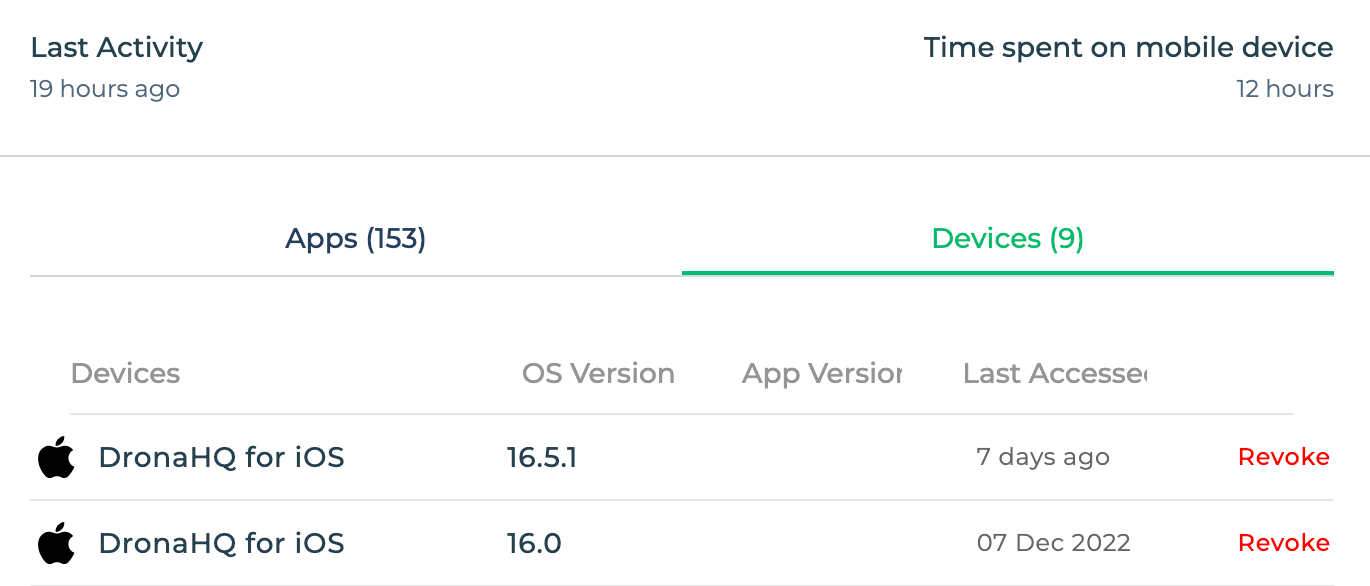 Last Activity
Time spent on mobile device
19 hours ago
12 hours
Apps (153)
Devices (9)
Devices OS Version App Version Last Accessed
DronaHQ for iOS 16.5.1 7 days ago Revoke
DronaHQ for iOS 16.0 07 Dec 2022 Revoke